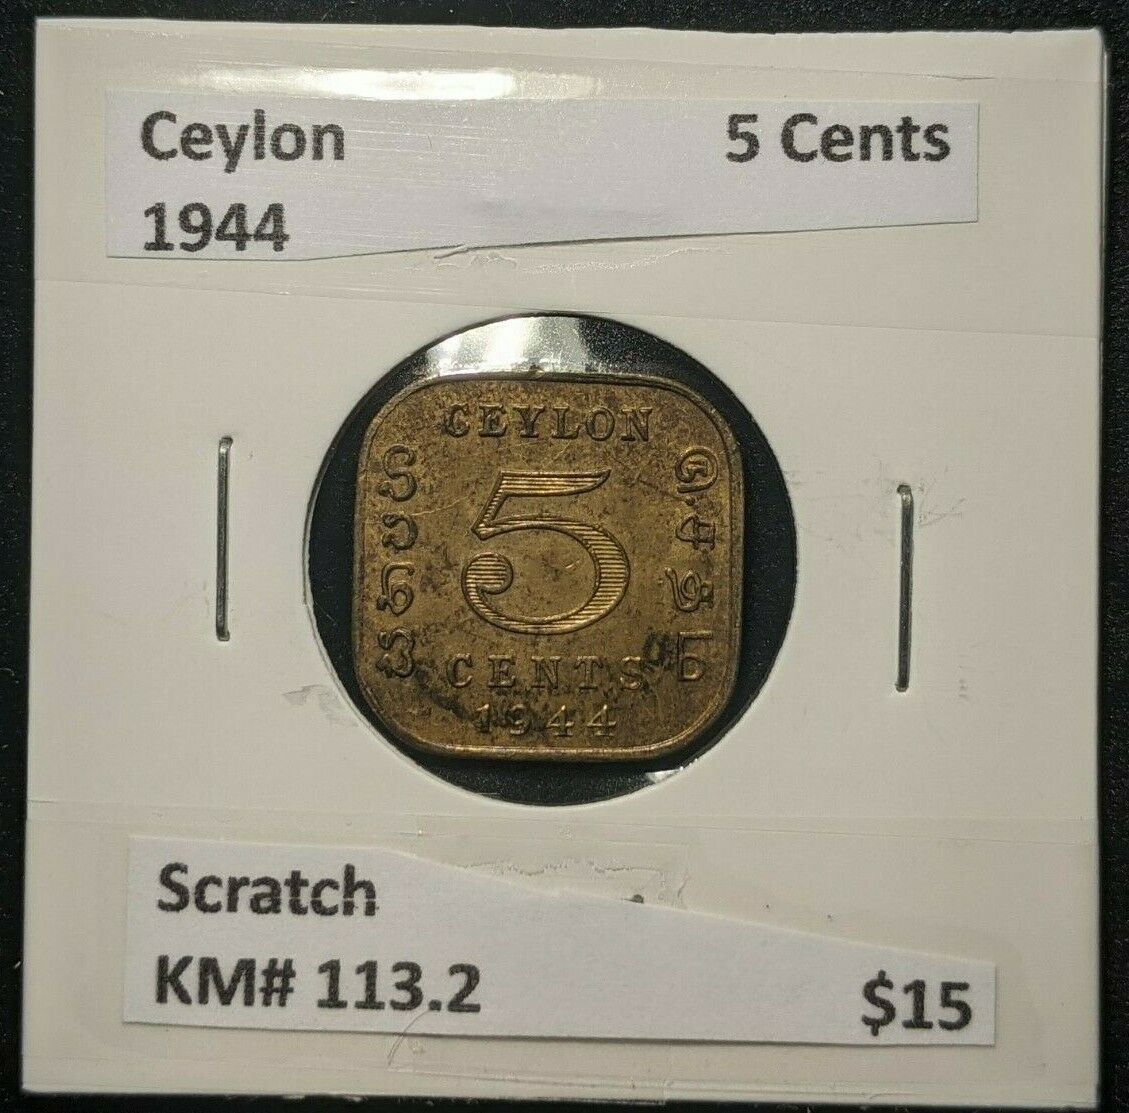 Ceylon 5 Cents
1944
CEYLON
5
CENTS
1944
Scratch
KM# 113.2 $15